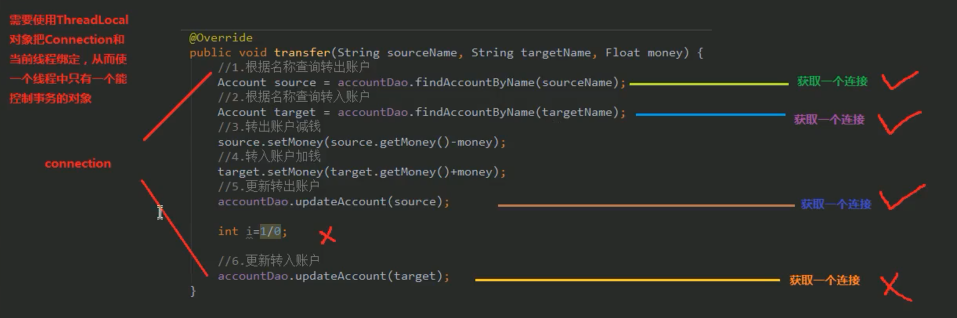 需要使用ThreadLocal
对象把Connection和
当前线程绑定，从而使
一个线程中只有一个能
控制事务的对象
connection
@Override
public void transfer(String sourceName, String targetName, Float money) {
//1.根据名称查询转出账户
Account source = accountDao.findAccountByName(sourceName);
获取一个连接
//2.根据名称查询转入账户
Account target = accountDao.findAccountByName(targetName);
获取一个连接
//3.转出账户减钱
source.setMoney(source.getMoney()-money);
//4.转入账户加钱
target.setMoney(target.getMoney()+money);
//5.更新转出账户
accountDao.updateAccount(source);
获取一个连接
int i=1/0;
//6.更新转入账户
accountDao.updateAccount(target);
获取一个连接
}